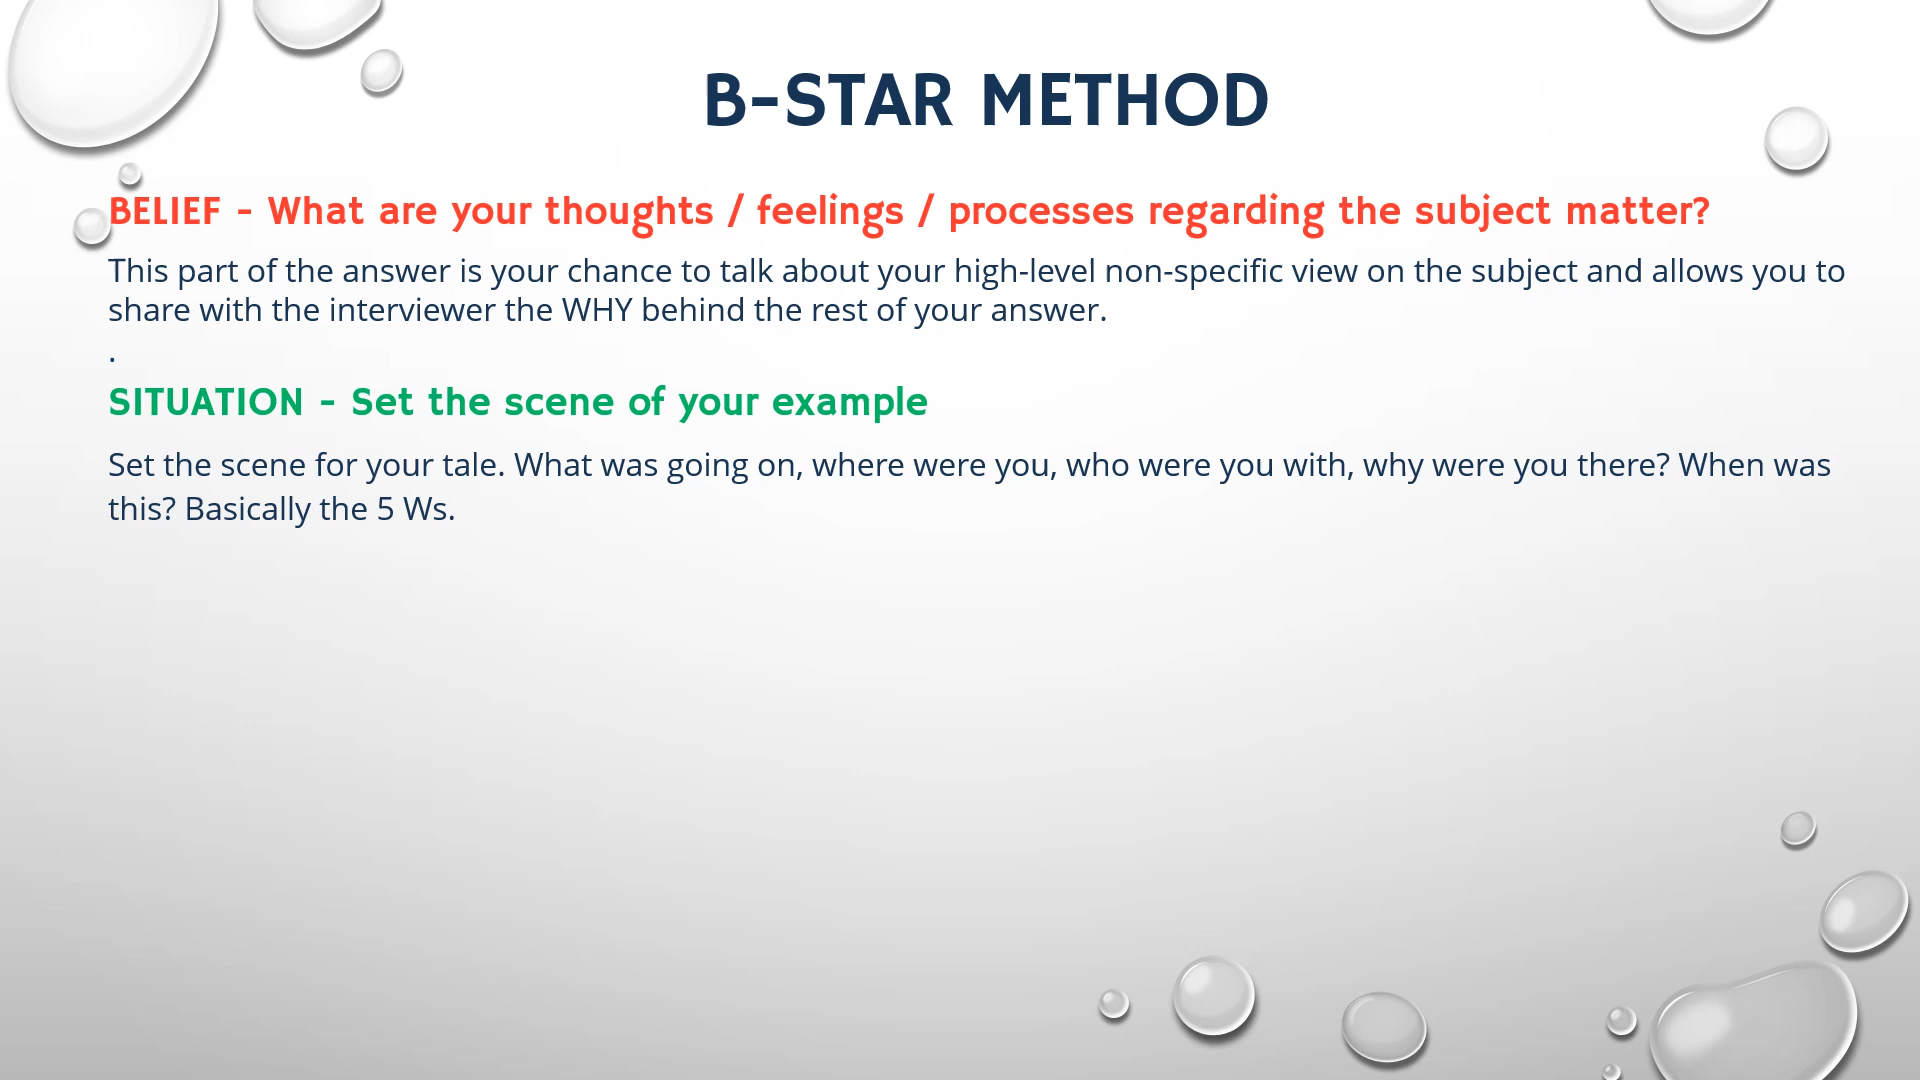 B-STAR METHOD
BELIEF - What are your thoughts / feelings / processes regarding the subject matter?
This part of the answer is your chance to talk about your high-level non-specific view on the subject and allows you to
share with the interviewer the WHY behind the rest of your answer.
.
SITUATION - Set the scene of your example
Set the scene for your tale. What was going on, where were you, who were you with, why were you there? When was
this? Basically the 5 Ws.